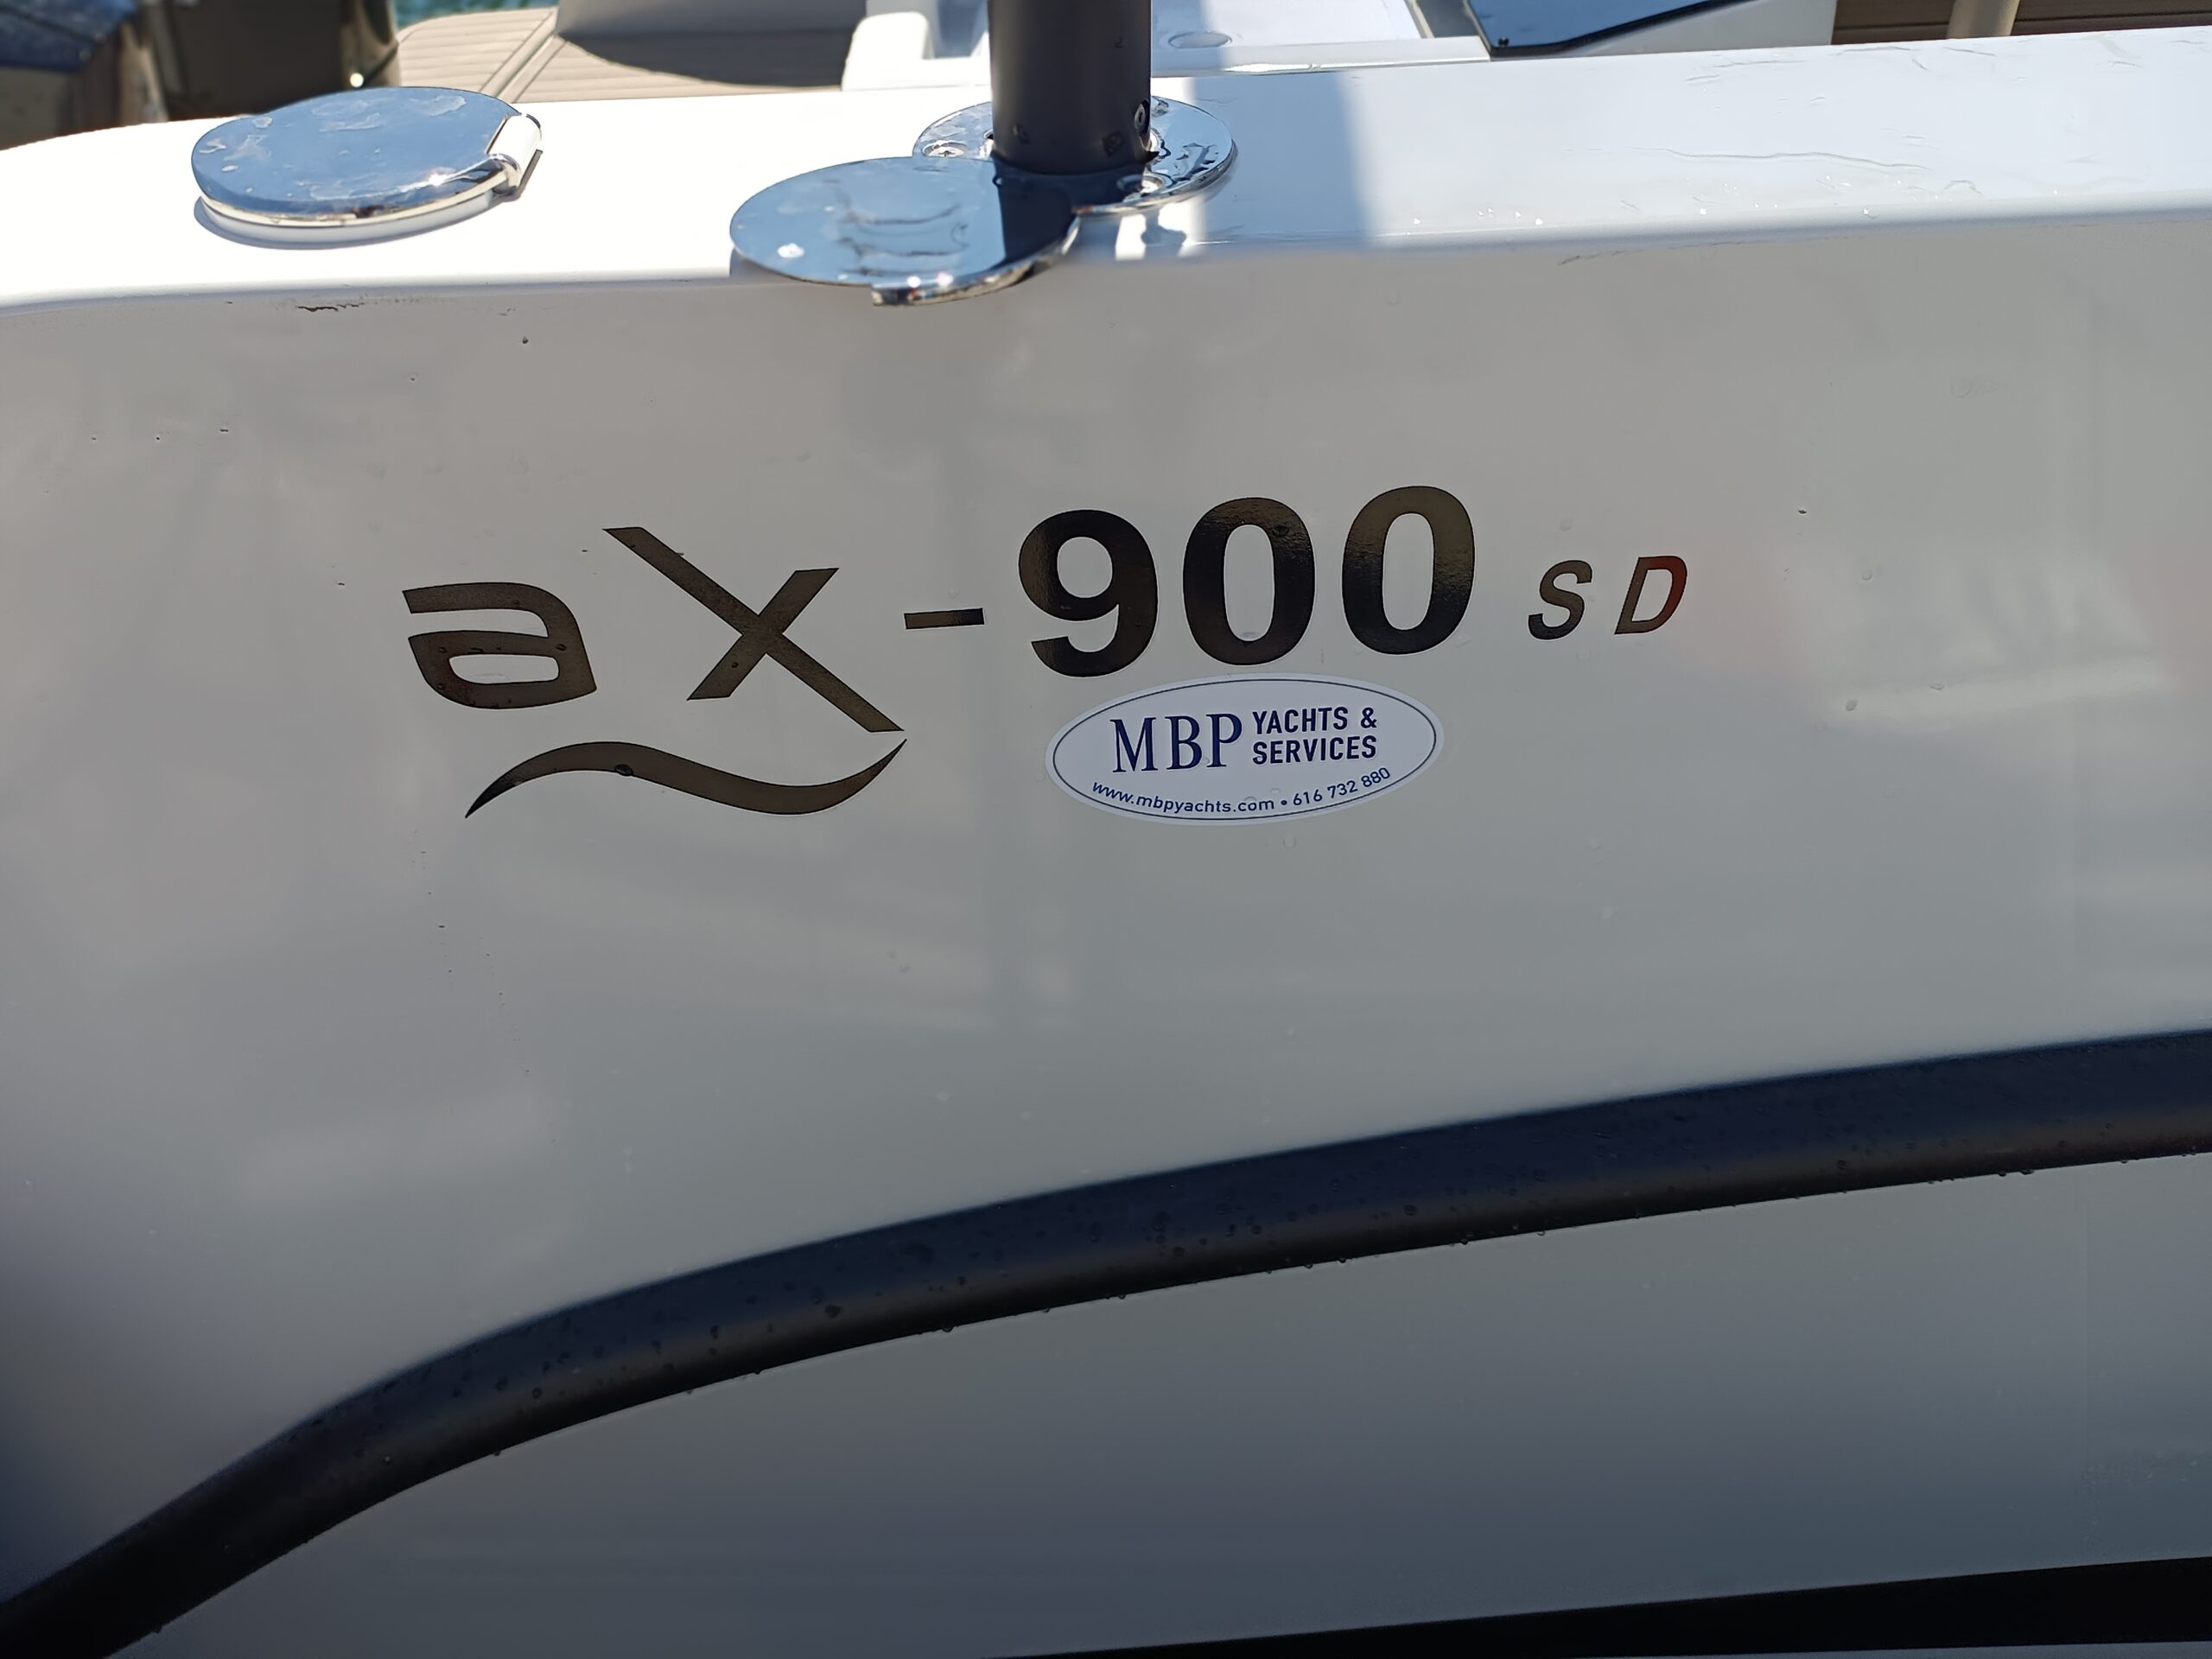 ax-900 SD
MBP YACHTS &
SERVICES
www.mbpyachts.com • 616 732 880